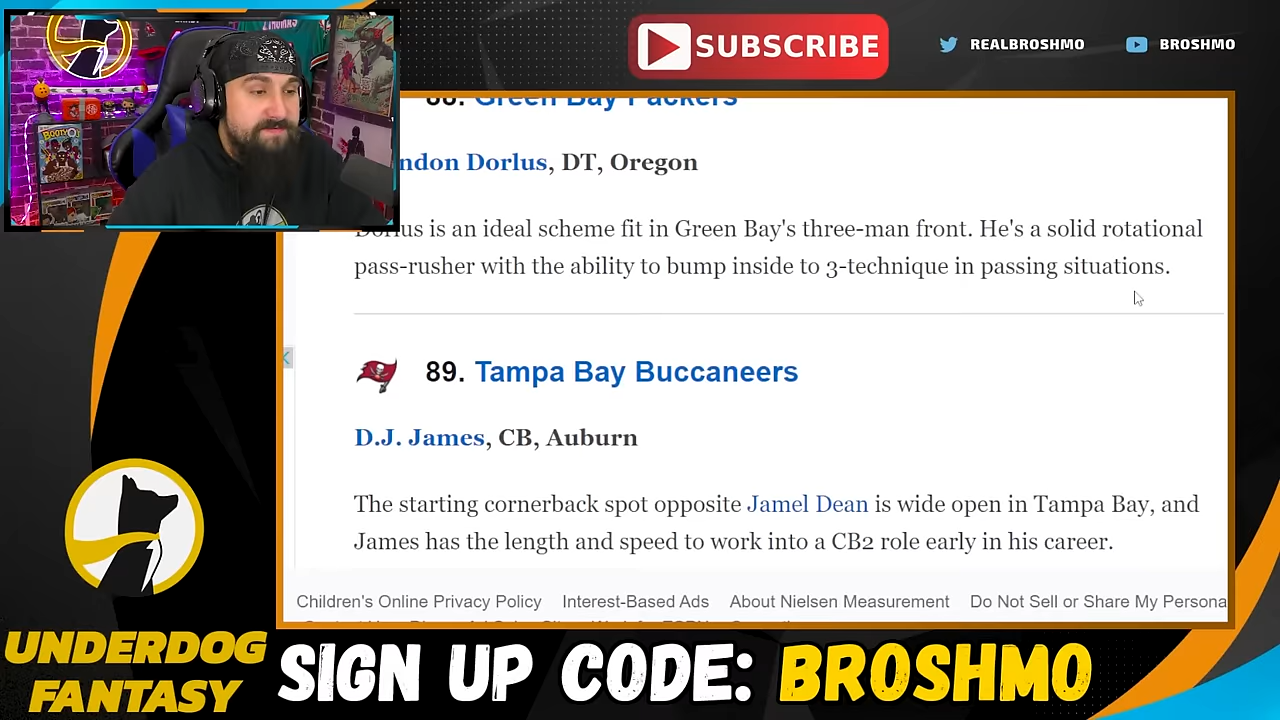 SUBSCRIBE
REALBROSHMO
BROSHMO
88. Green Bay Packers
ndon Dorlus, DT, Oregon
Dorlus is an ideal scheme fit in Green Bay's three-man front. He's a solid rotational
pass-rusher with the ability to bump inside to 3-technique in passing situations.
89. Tampa Bay Buccaneers
D.J. James, CB, Auburn
The starting cornerback spot opposite Jamel Dean is wide open in Tampa Bay, and
James has the length and speed to work into a CB2 role early in his career.
Children's Online Privacy Policy Interest-Based Ads About Nielsen Measurement Do Not Sell or Share My Persona
UNDERDOG
FANTASY
SIGN UP CODE: BROSHMO